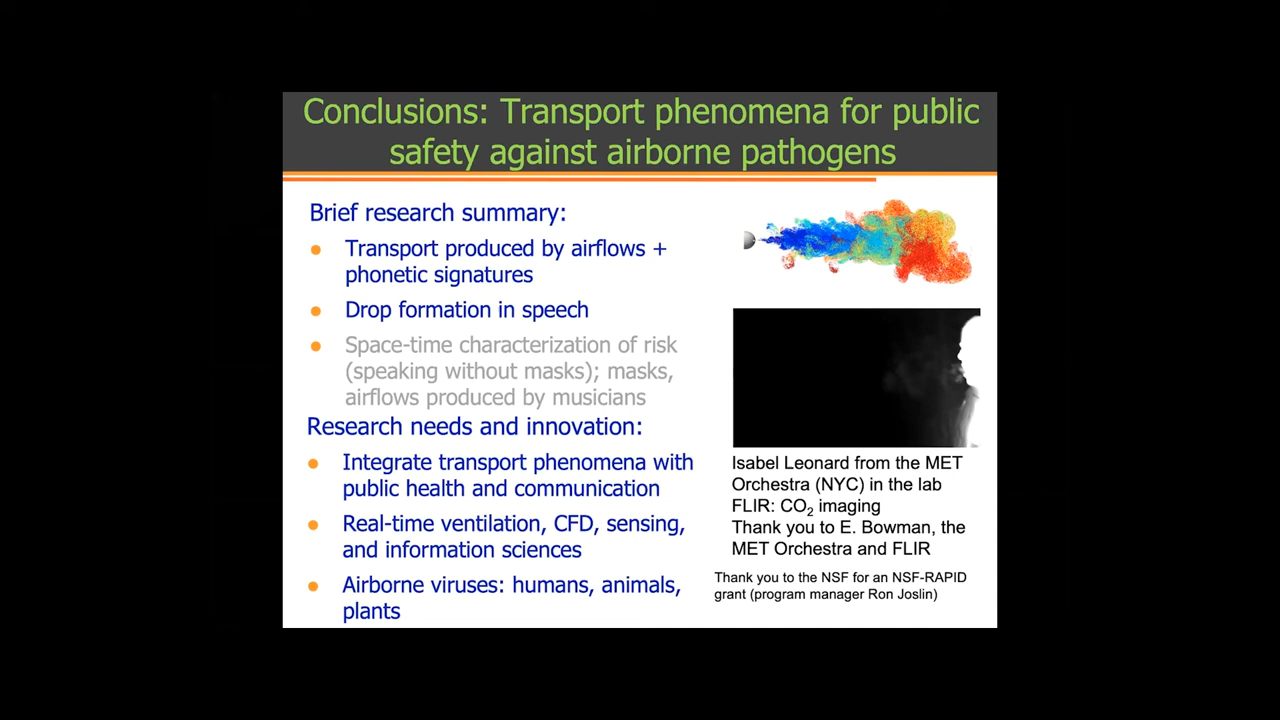 Conclusions: Transport phenomena for public
safety against airborne pathogens
Brief research summary:
Transport produced by airflows +
phonetic signatures
Drop formation in speech
Space-time characterization of risk
(speaking without masks); masks,
airflows produced by musicians
Research needs and innovation:
Integrate transport phenomena with
public health and communication
Real-time ventilation, CFD, sensing,
and information sciences
Airborne viruses: humans, animals,
plants
Isabel Leonard from the MET
Orchestra (NYC) in the lab
FLIR: CO₂ imaging
Thank you to E. Bowman, the
MET Orchestra and FLIR
Thank you to the NSF for an NSF-RAPID
grant (program manager Ron Joslin)